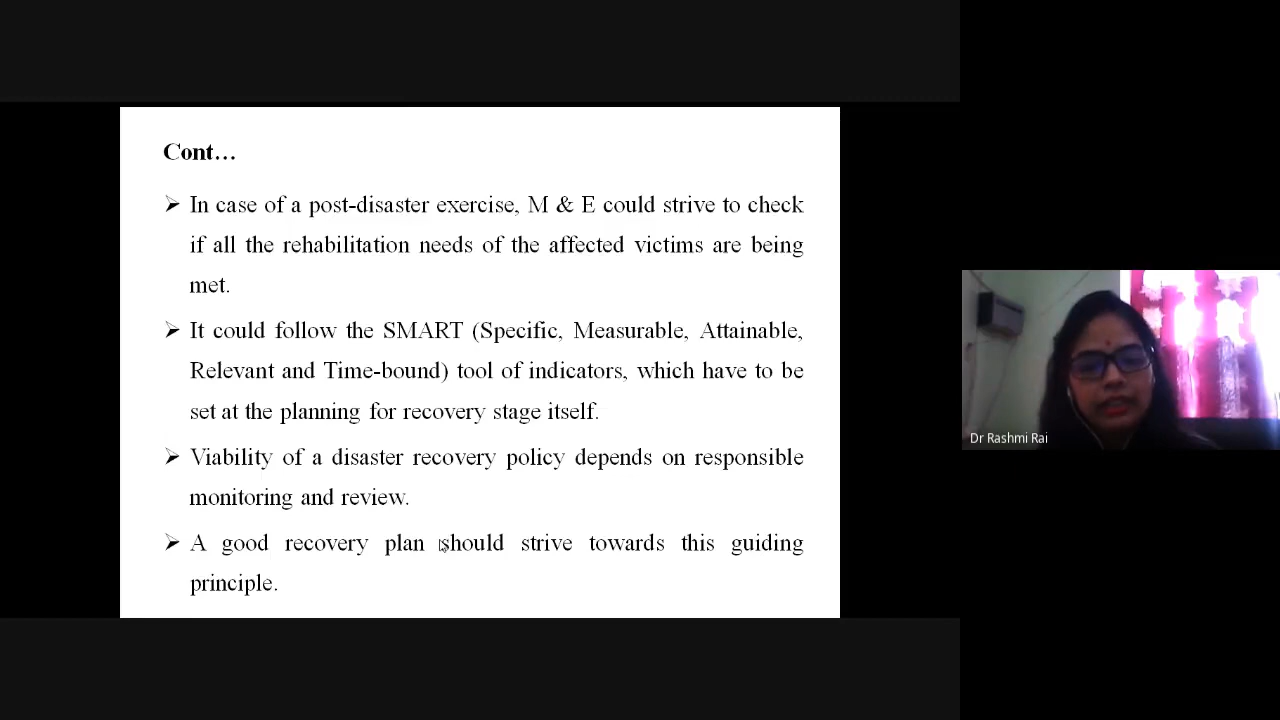 Cont…
➢ In case of a post-disaster exercise, M & E could strive to check
if all the rehabilitation needs of the affected victims are being
met.
➢ It could follow the SMART (Specific, Measurable, Attainable,
Relevant and Time-bound) tool of indicators, which have to be
set at the planning for recovery stage itself.
➢ Viability of a disaster recovery policy depends on responsible
monitoring and review.
➢ A good recovery plan should strive towards this guiding
principle.
Dr Rashmi Rai